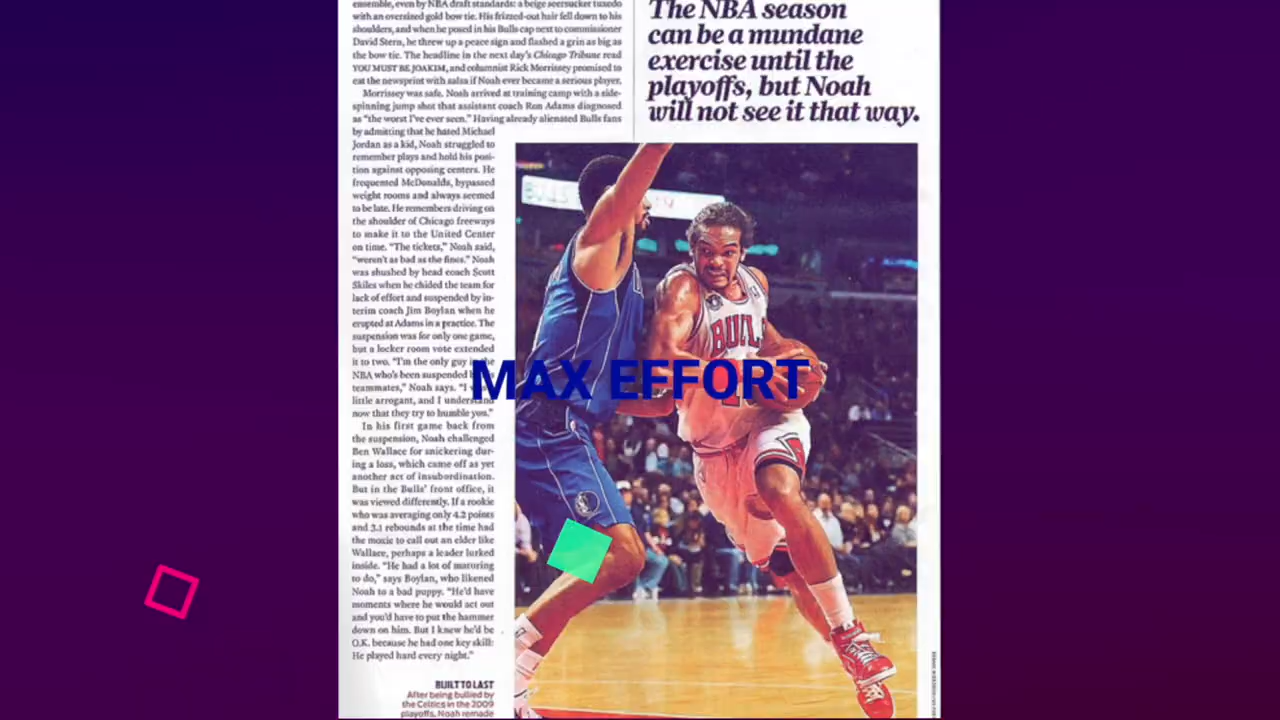 ensemble, even by NBA draft standards: a beige seersucker tuxedo
with an oversized gold bow tie. His frizzed-out hair fell down to his
shoulders, and when he posed in his Bulls cap next to commissioner
David Stern, he threw up a peace sign and flashed a grin as big as
the bow tie. The headline in the next day's Chicago Tribune read
YOU MUST BE JOAKIM, and columnist Rick Morrissey promised to
eat the newsprint with salsa if Noah ever became a serious player.
Morrissey was safe. Noah arrived at training camp with a side-
spinning jump shot that assistant coach Ron Adams diagnosed
as "the worst I've ever seen." Having already alienated Bulls fans
by admitting that he hated Michael
Jordan as a kid, Noah struggled to
remember plays and hold his posi-
tion against opposing centers. He
frequented McDonalds, bypassed
weight rooms and always seemed
to be late. He remembers driving on
the shoulder of Chicago freeways
to make it to the United Center
on time. "The tickets," Noah said,
"weren't as bad as the fines." Noah
was shushed by head coach Scott
Skiles when he chided the team for
lack of effort and suspended by in-
terim coach Jim Boylan when he
erupted at Adams in a practice. The
suspension was for only one game,
but a locker room vote extended
it to two. "I'm the only guy in the
NBA who's been suspended
teammates," Noah says. "I
little arrogant, and I understand
now that they try to humble you."
In his first game back from
the suspension, Noah challenged
Ben Wallace for snickering dur-
ing a loss, which came off as yet
another act of insubordination.
But in the Bulls' front office, it
was viewed differently. If a rookie
who was averaging only 4.2 points
and 3.1 rebounds at the time had
the moxie to call out an elder like
Wallace, perhaps a leader lurked
inside. "He had a lot of maturing
to do," says Boylan, who likened
Noah to a bad puppy. "He'd have
moments where he would act out
and you'd have to put the hammer
down on him. But I knew he'd be
O.K. because he had one key skill:
He played hard every night."
BUILT TO LAST
After being bullied by
the Celtics in the 2009
playoffs, Noah remade
The NBA season
can be a mundane
exercise until the
playoffs, but Noah
will not see it that way.
BULLS
MAX EFFORT